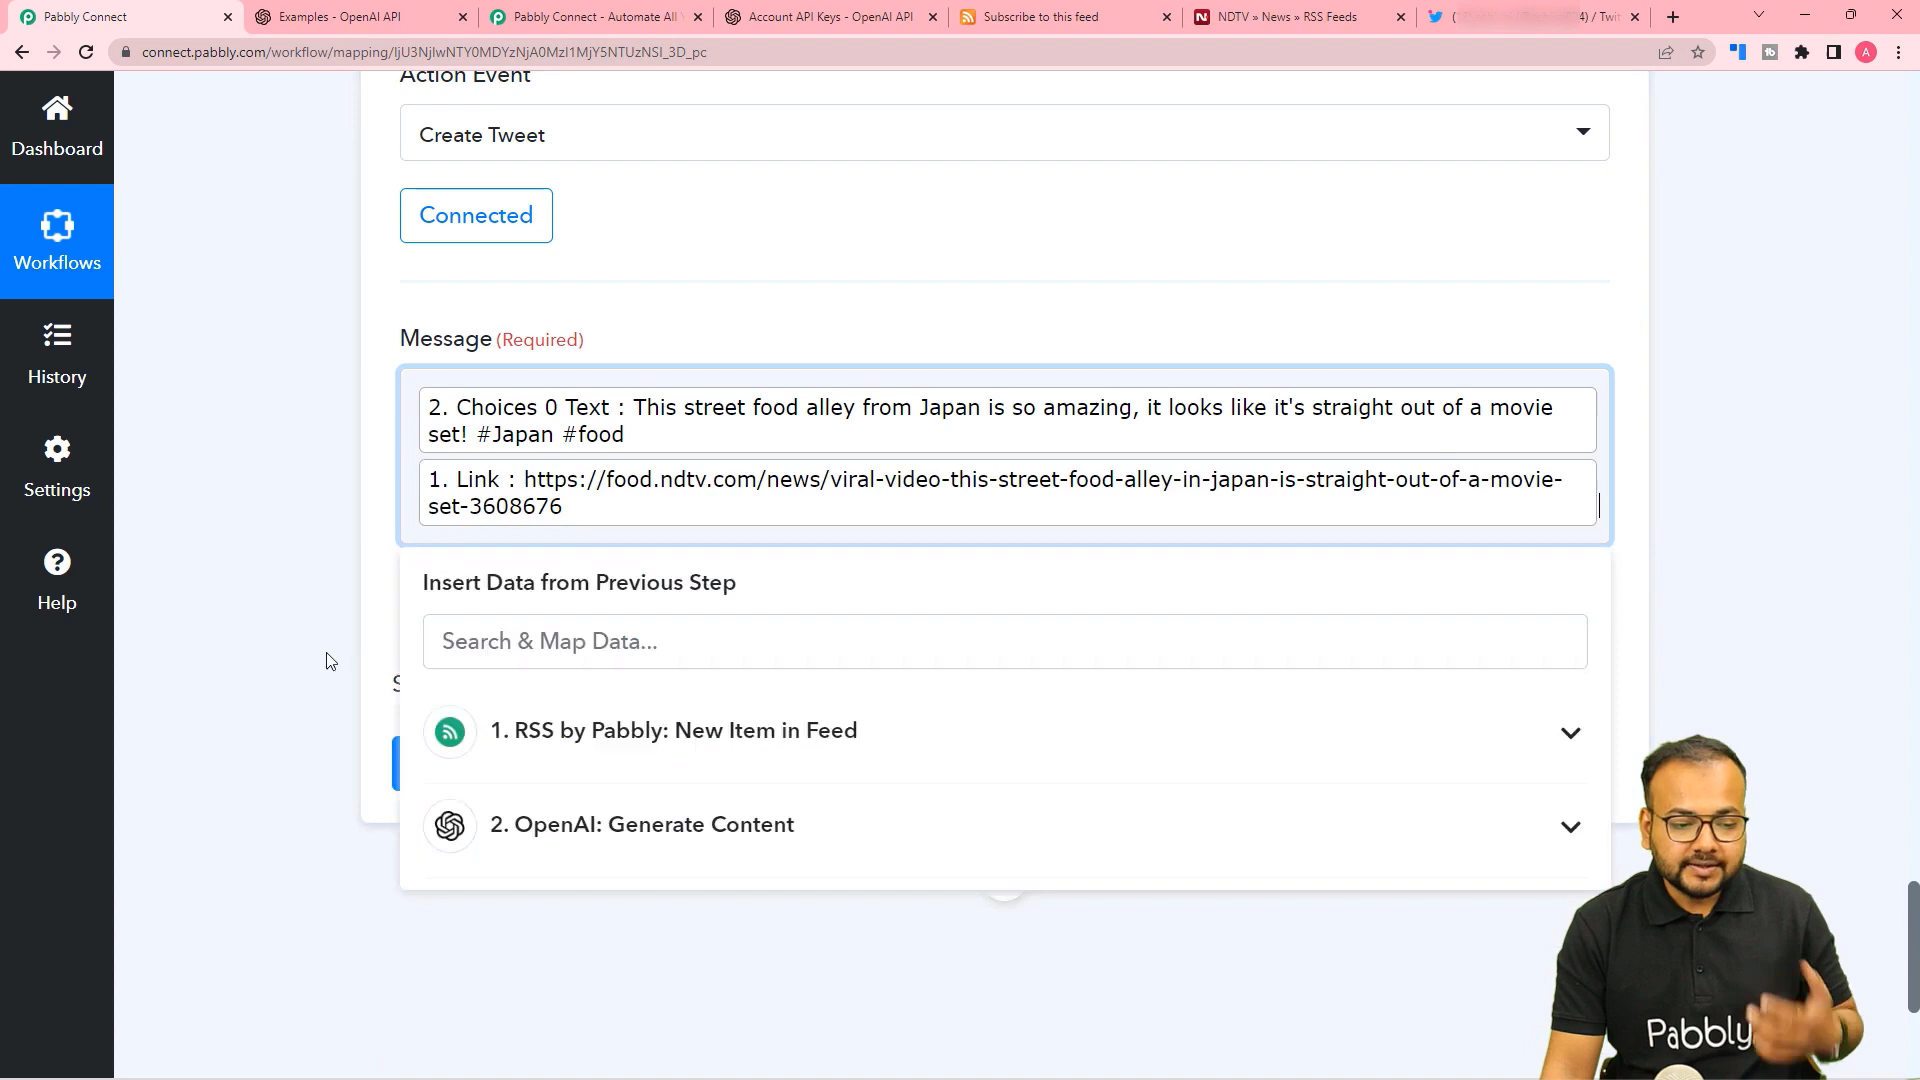 Pabbly Connect
Examples - OpenAI API
Pabbly Connect - Automate All
Account API Keys - OpenAI API
Subscribe to this feed
NDTV » News » RSS Feeds
4) / Twit
connect.pabbly.com/workflow/mapping/IjU3NjIwNTY0MDYzNjA0MzI1MjY5NTUzNSI_3D_pc
A
Dashboard
Workflows
History
Settings
Help
Action Event
Create Tweet
Connected
Message (Required)
2. Choices 0 Text : This street food alley from Japan is so amazing, it looks like it's straight out of a movie
set! #Japan #food
1. Link : https://food.ndtv.com/news/viral-video-this-street-food-alley-in-japan-is-straight-out-of-a-movie-
set-3608676
Insert Data from Previous Step
Search & Map Data...
1. RSS by Pabbly: New Item in Feed
2. OpenAI: Generate Content
Pabbly